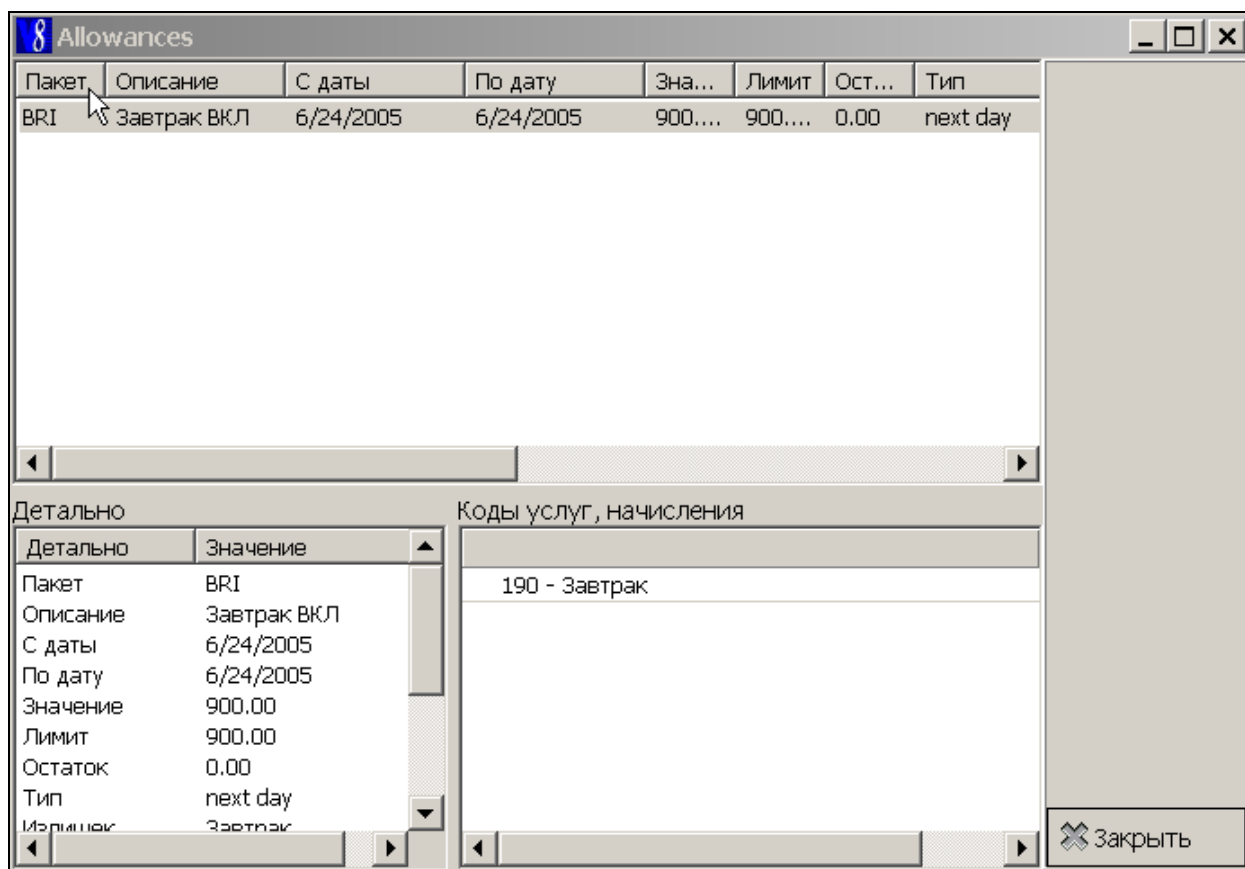 Allowances
Пакет Описание С даты По дату Зна... Лимит Ост... Тип
BRI Завтрак ВКЛ 6/24/2005 6/24/2005 900.... 900.... 0.00 next day
Детально Коды услуг, начисления
Детально Значение
Пакет BRI 190 - Завтрак
Описание Завтрак ВКЛ
С даты 6/24/2005
По дату 6/24/2005
Значение 900.00
Лимит 900.00
Остаток 0.00
Тип next day
Излишек Завтрак
Закрыть